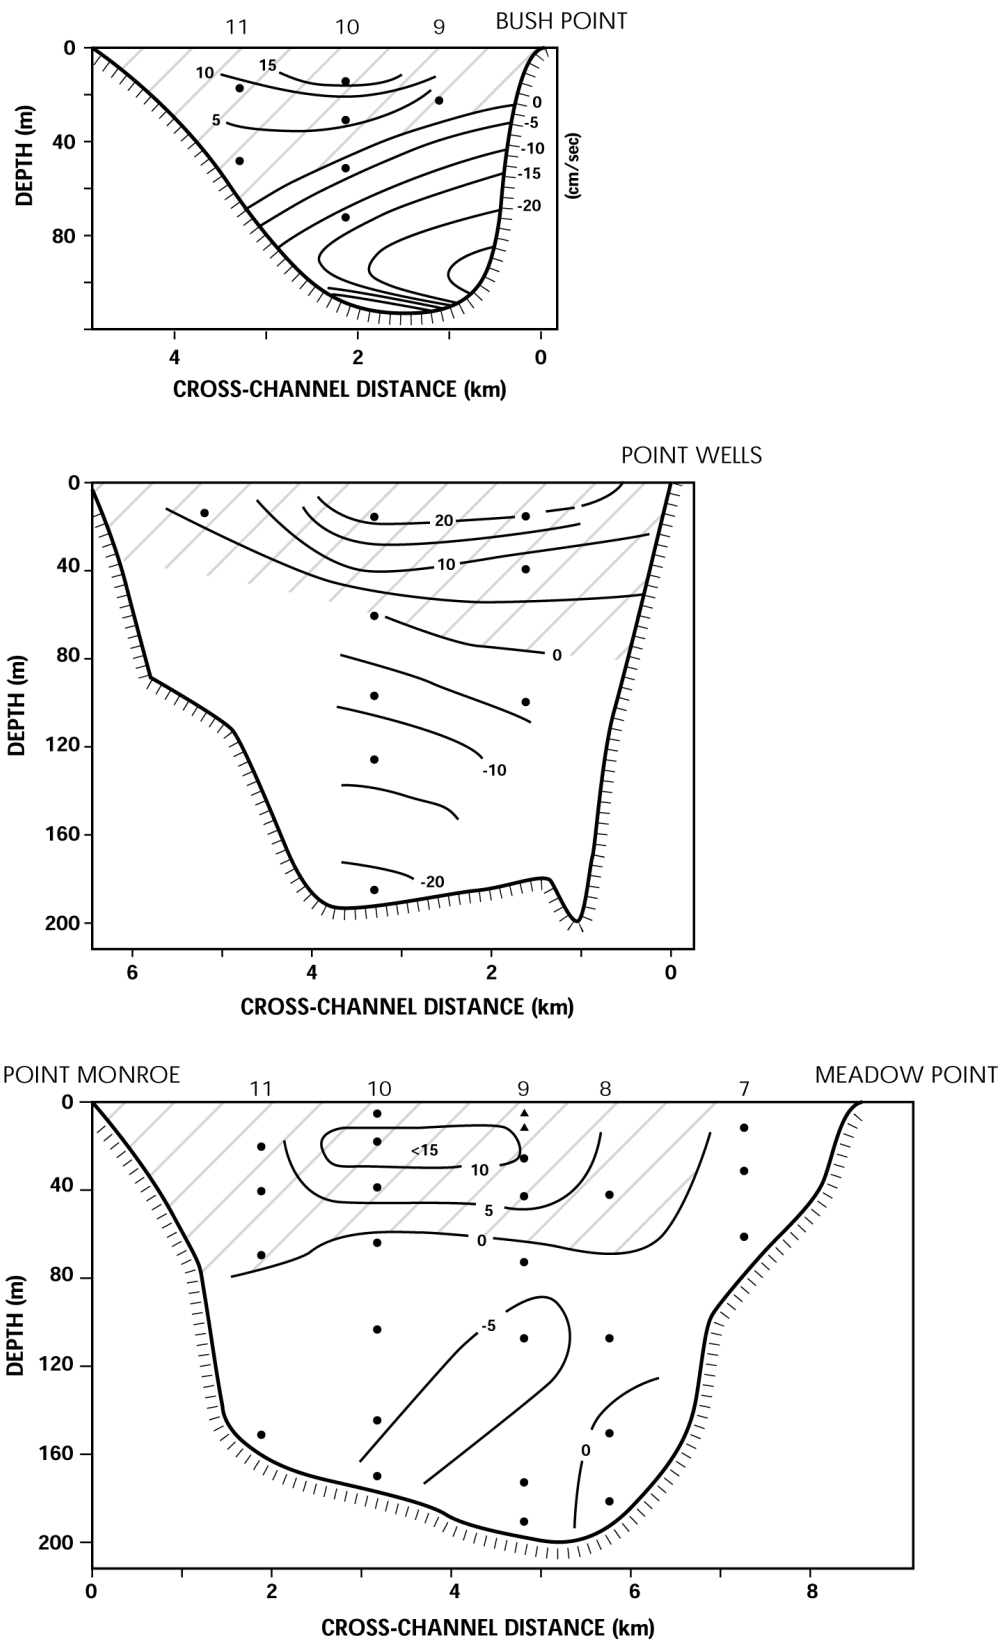 BUSH POINT
11 10 9
0
15
10
0
5
-5
40
-10
-15
-20
80
DEPTH (m)
(cm/sec)
4 2 0
CROSS-CHANNEL DISTANCE (km)
POINT WELLS
0
20
40
10
80
0
120
-10
160
-20
200
DEPTH (m)
6 4 2 0
CROSS-CHANNEL DISTANCE (km)
POINT MONROE
MEADOW POINT
11 10 9 8 7
0
<15
10
40
5
0
80
-5
120
0
160
200
DEPTH (m)
0 2 4 6 8
CROSS-CHANNEL DISTANCE (km)